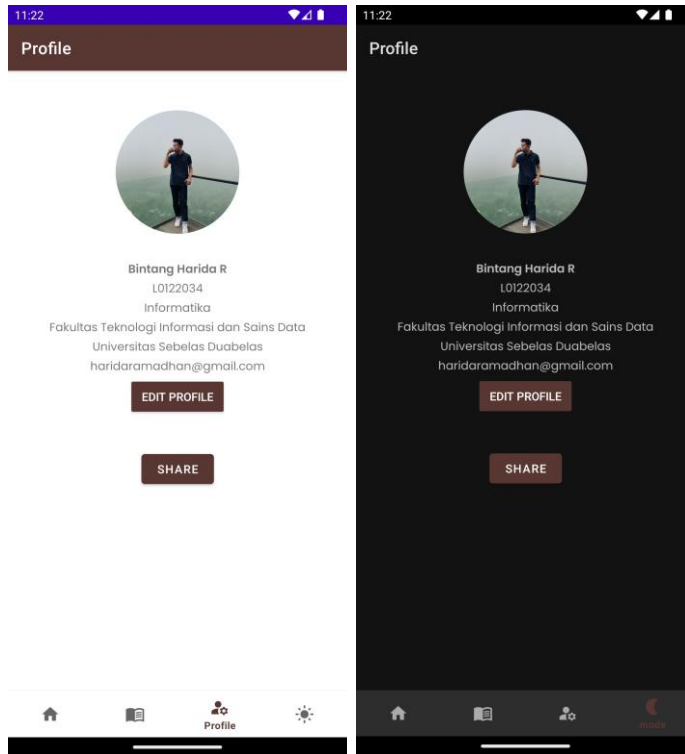 11:22
Profile
Bintang Harida R
L0122034
Informatika
Fakultas Teknologi Informasi dan Sains Data
Universitas Sebelas Duabelas
haridaramadhan@gmail.com
EDIT PROFILE
SHARE
Profile
11:22
Profile
Bintang Harida R
L0122034
Informatika
Fakultas Teknologi Informasi dan Sains Data
Universitas Sebelas Duabelas
haridaramadhan@gmail.com
EDIT PROFILE
SHARE
mode